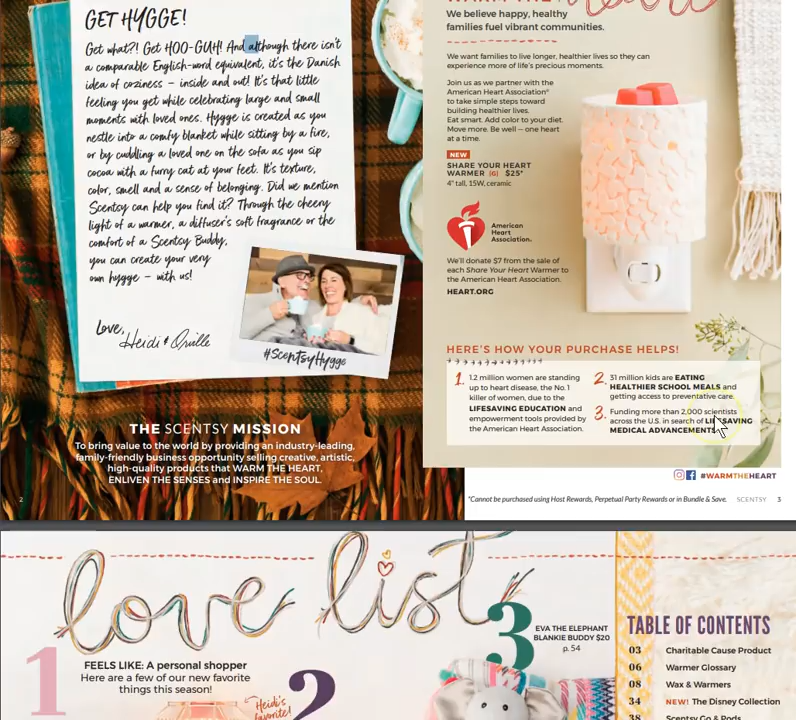 GET HYGGE!
Get what?! Get HOO-GUH! And although there isn't
a comparable English-word equivalent, it's the Danish
idea of coziness – inside and out! It's that little
feeling you get while celebrating large and small
moments with loved ones. Hygge is created as you
nestle into a comfy blanket while sitting by a fire,
or by cuddling a loved one on the sofa as you sip
cocoa with a furry cat at your feet. It's texture,
color, smell and a sense of belonging. Did we mention
Scentsy can help you find it? Through the cheery
light of a warmer, a diffuser's soft fragrance or the
comfort of a Scentsy Buddy,
you can create your very
own hygge – with us!
Love,
Heidi & Orville
#ScentsyHygge
THE SCENTSY MISSION
To bring value to the world by providing an industry-leading,
family-friendly business opportunity selling creative, artistic,
high-quality products that WARM THE HEART,
ENLIVEN THE SENSES and INSPIRE THE SOUL.
2
We believe happy, healthy
families fuel vibrant communities.
We want families to live longer, healthier lives so they can
experience more of life's precious moments.
Join us as we partner with the
American Heart Association®
to take simple steps toward
building healthier lives.
Eat smart. Add color to your diet.
Move more. Be well – one heart
at a time.
NEW
SHARE YOUR HEART
WARMER (G) $25*
4" tall, 15W, ceramic
American
Heart
Association.
We'll donate $7 from the sale of
each Share Your Heart Warmer to
the American Heart Association.
HEART.ORG
HERE'S HOW YOUR PURCHASE HELPS!
1. 1.2 million women are standing
up to heart disease, the No. 1
killer of women, due to the
LIFESAVING EDUCATION and
empowerment tools provided by
the American Heart Association.
2. 31 million kids are EATING
HEALTHIER SCHOOL MEALS and
getting access to preventative care.
3. Funding more than 2,000 scientists
across the U.S. in search of LIFESAVING
MEDICAL ADVANCEMENTS.
#WARMTHEHEART
*Cannot be purchased using Host Rewards, Perpetual Party Rewards or in Bundle & Save. SCENTSY 3
love list
1
FEELS LIKE: A personal shopper
Here are a few of our new favorite
things this season!
Heidi's
favorite!
2
3
EVA THE ELEPHANT
BLANKIE BUDDY $20
p. 54
TABLE OF CONTENTS
03 Charitable Cause Product
06 Warmer Glossary
08 Wax & Warmers
34 NEW! The Disney Collection
38 Scentsy Go & Pods